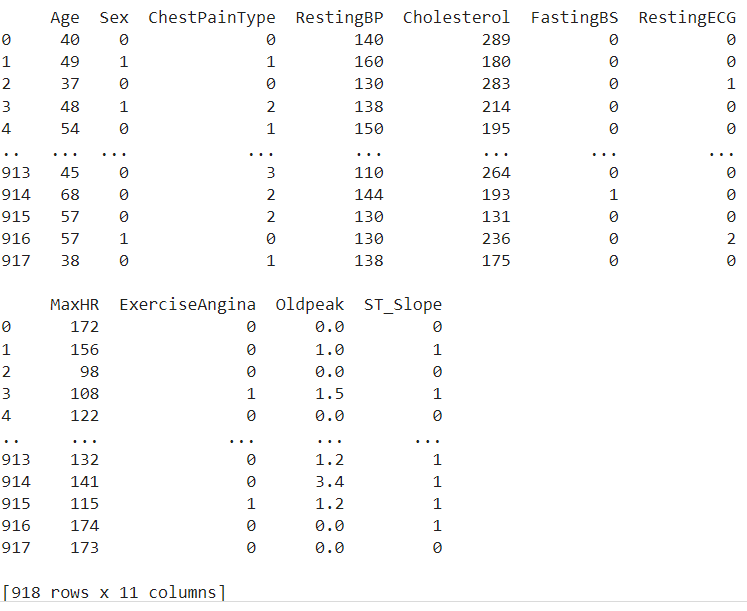 Age  Sex  ChestPainType  RestingBP  Cholesterol  FastingBS  RestingECG
0     40    0              0        140          289          0           0
1     49    1              1        160          180          0           0
2     37    0              0        130          283          0           1
3     48    1              2        138          214          0           0
4     54    0              1        150          195          0           0
..   ...  ...            ...        ...          ...        ...         ...
913   45    0              3        110          264          0           0
914   68    0              2        144          193          1           0
915   57    0              2        130          131          0           0
916   57    1              0        130          236          0           2
917   38    0              1        138          175          0           0
     MaxHR  ExerciseAngina  Oldpeak  ST_Slope
0      172               0      0.0         0
1      156               0      1.0         1
2       98               0      0.0         0
3      108               1      1.5         1
4      122               0      0.0         0
..     ...             ...      ...       ...
913    132               0      1.2         1
914    141               0      3.4         1
915    115               1      1.2         1
916    174               0      0.0         1
917    173               0      0.0         0
[918 rows x 11 columns]